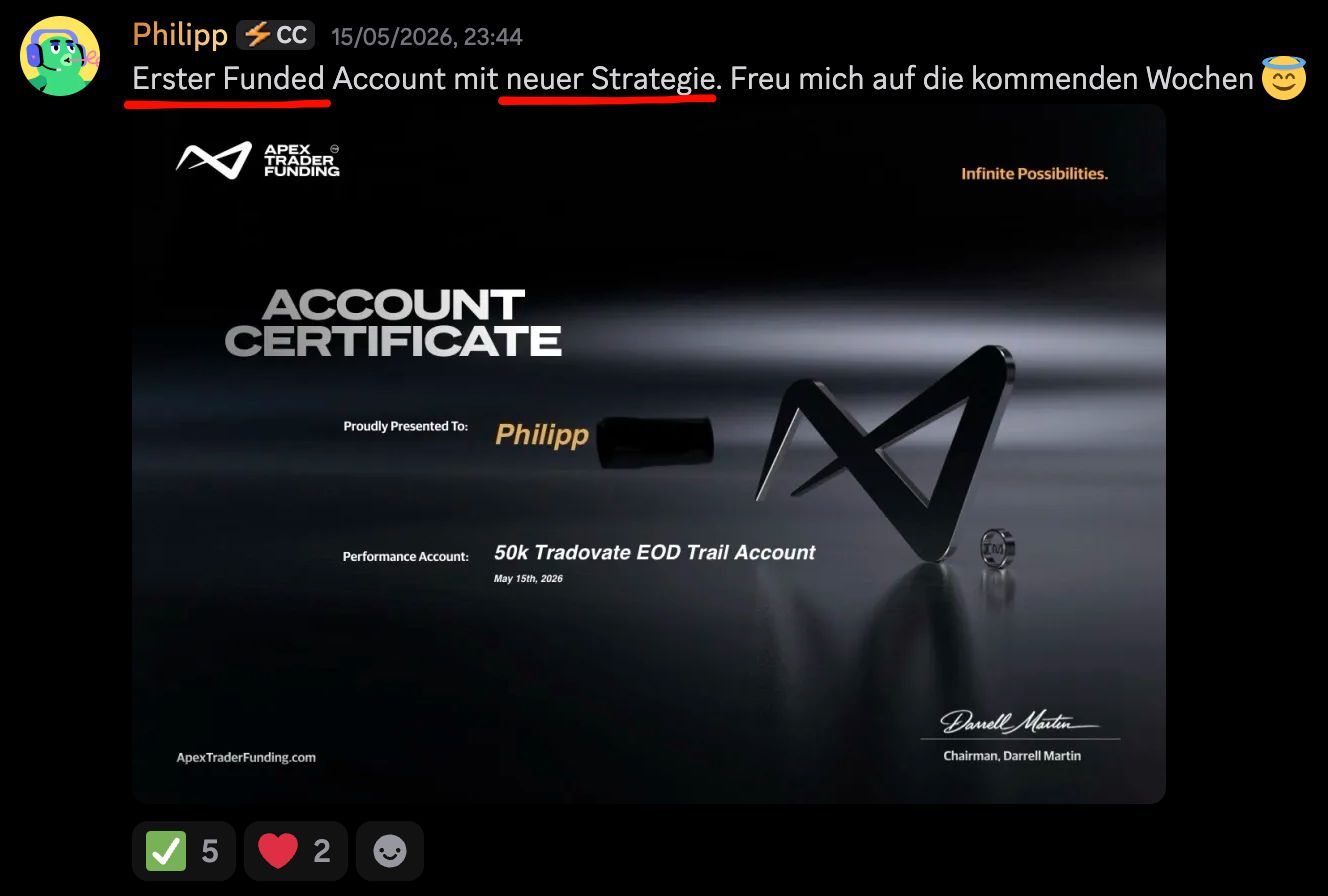 Philipp ⚡ CC 15/05/2026, 23:44
Erster Funded Account mit neuer Strategie. Freu mich auf die kommenden Wochen 😇
APEX
TRADER
FUNDING
Infinite Possibilities.
ACCOUNT
CERTIFICATE
Proudly Presented To: Philipp
Performance Account: 50k Tradovate EOD Trail Account
May 15th, 2026
Darrell Martin
ApexTraderFunding.com
Chairman, Darrell Martin
✅ 5 ❤️ 2